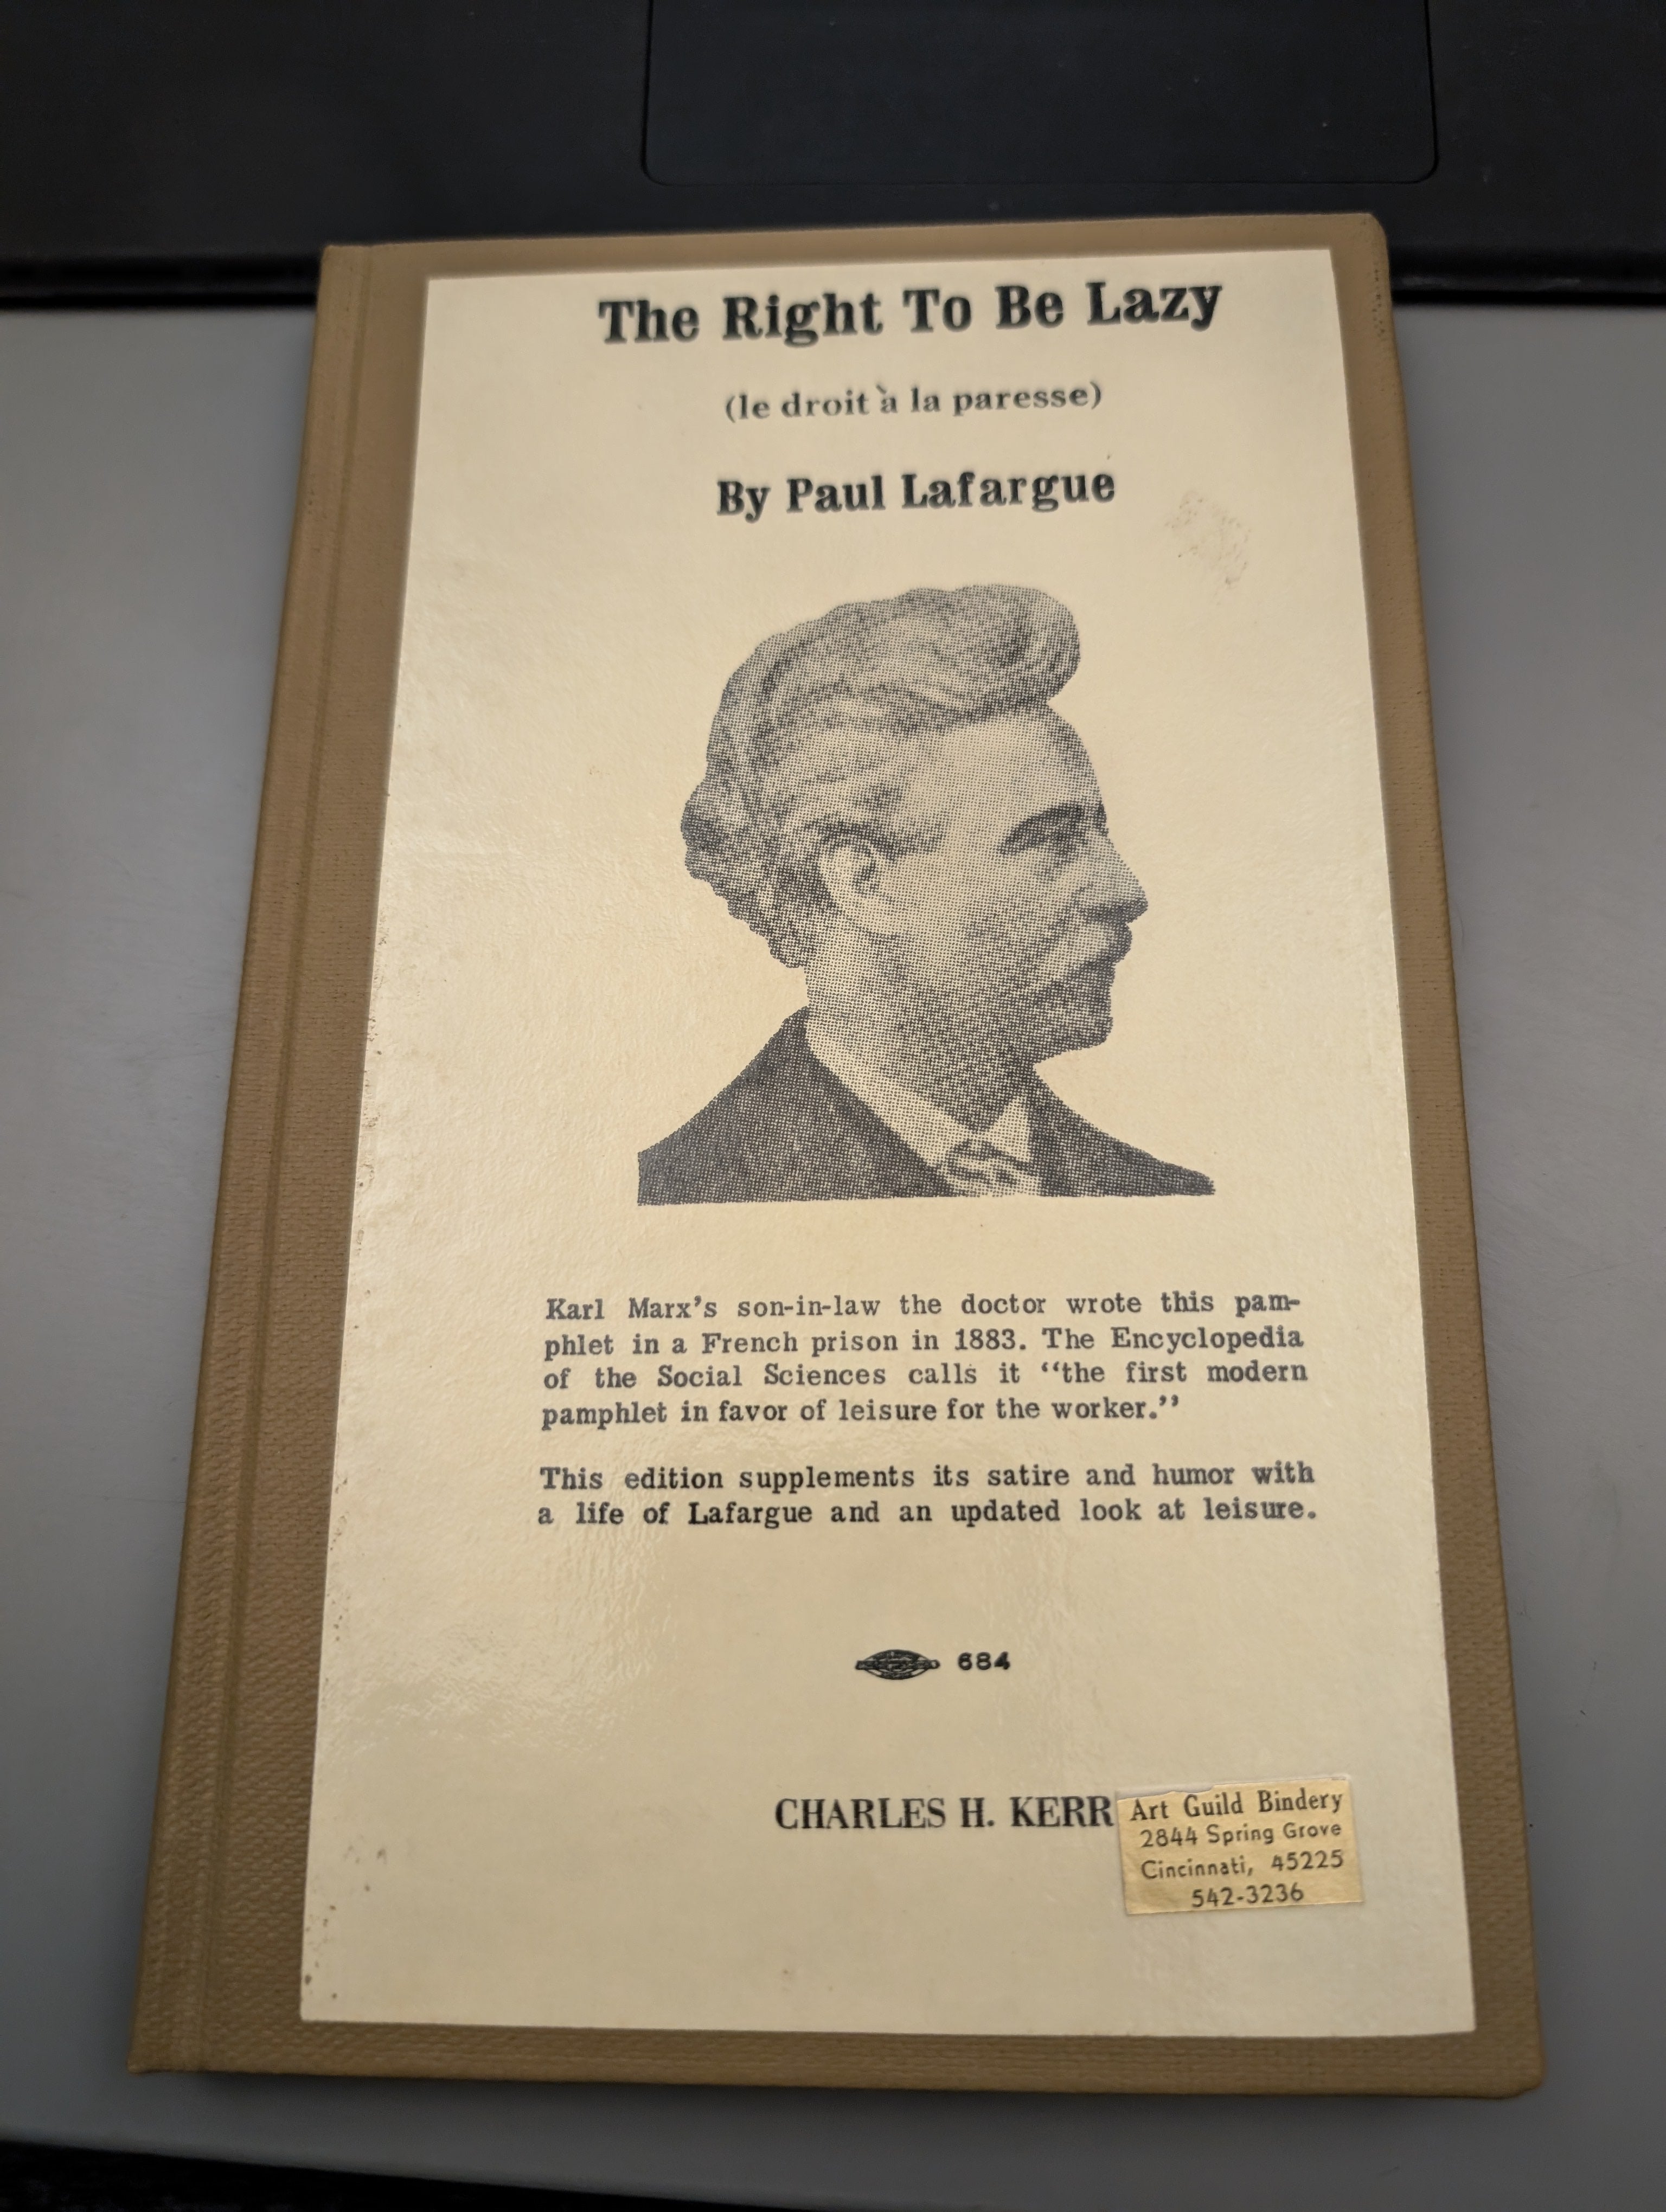 The Right To Be Lazy
(le droit à la paresse)
By Paul Lafargue
Karl Marx's son-in-law the doctor wrote this pam-
phlet in a French prison in 1883. The Encyclopedia
of the Social Sciences calls it "the first modern
pamphlet in favor of leisure for the worker."
This edition supplements its satire and humor with
a life of Lafargue and an updated look at leisure.
684
CHARLES H. KERR
Art Guild Bindery
2844 Spring Grove
Cincinnati, 45225
542-3236